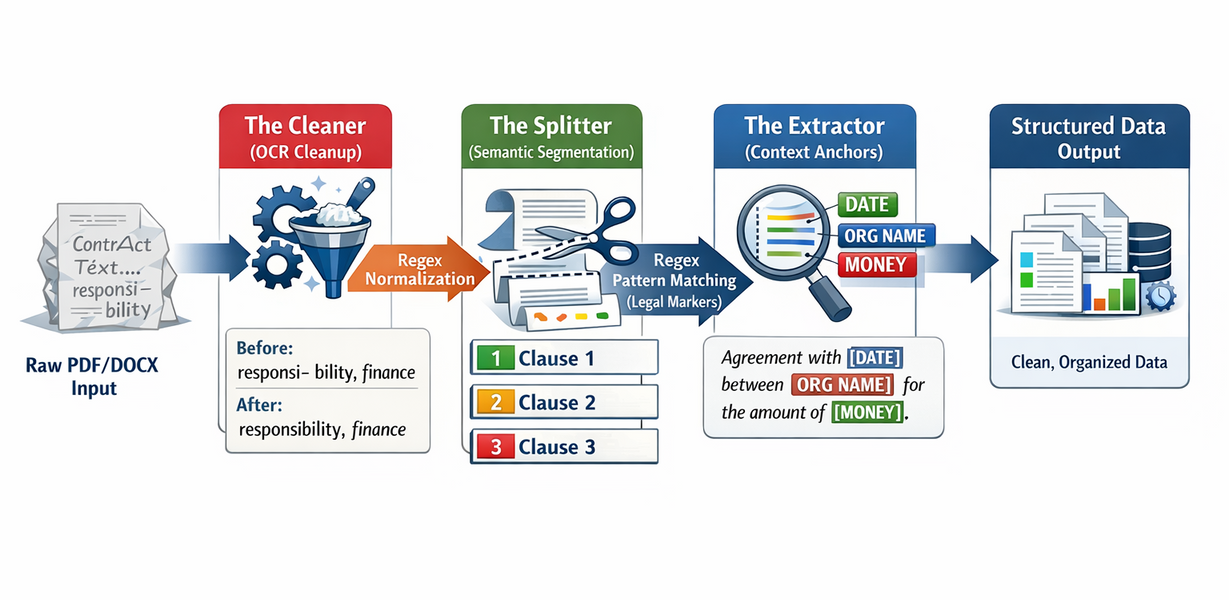 ContrAct
Téxt....
responsi–
bility
Raw PDF/DOCX
Input
The Cleaner
(OCR Cleanup)
Before:
responsi– bility, finance
After:
responsibility, finance
Regex
Normalization
The Splitter
(Semantic Segmentation)
1 Clause 1
2 Clause 2
3 Clause 3
Regex
Pattern Matching
(Legal Markers)
The Extractor
(Context Anchors)
DATE
ORG NAME
MONEY
Agreement with [DATE]
between ORG NAME] for
the amount of [MONEY].
Structured Data
Output
Clean, Organized Data